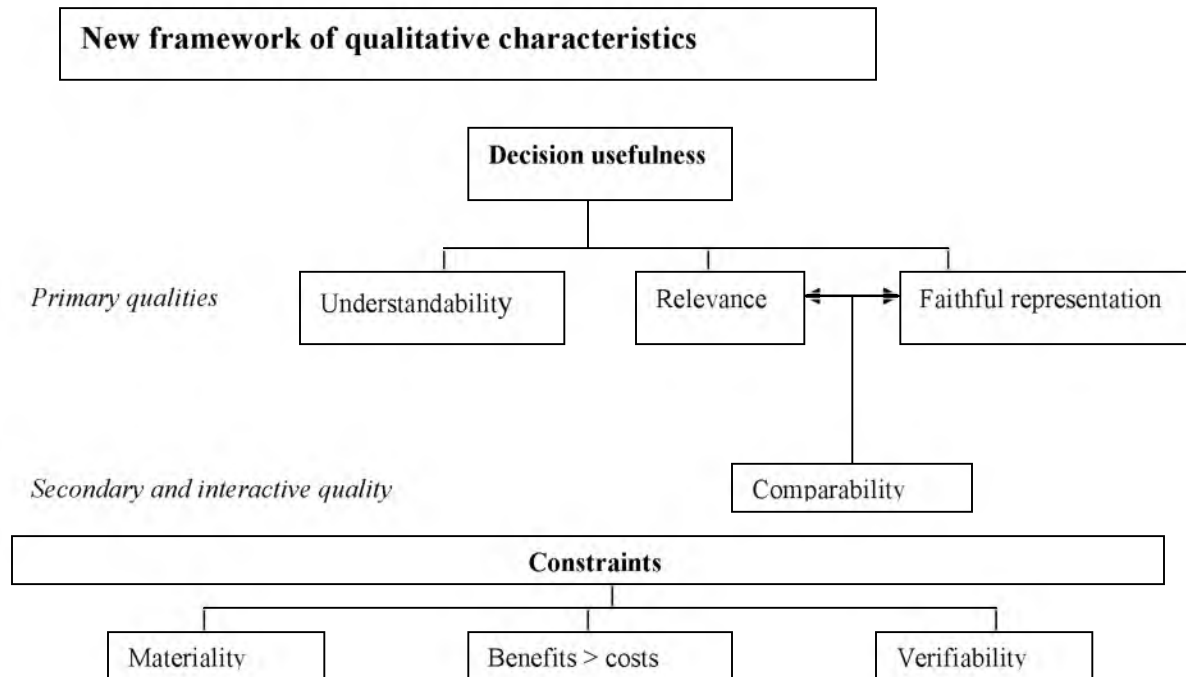 New framework of qualitative characteristics
Decision usefulness
Primary qualities
Understandability
Relevance
Faithful representation
Secondary and interactive quality
Comparability
Constraints
Materiality
Benefits > costs
Verifiability